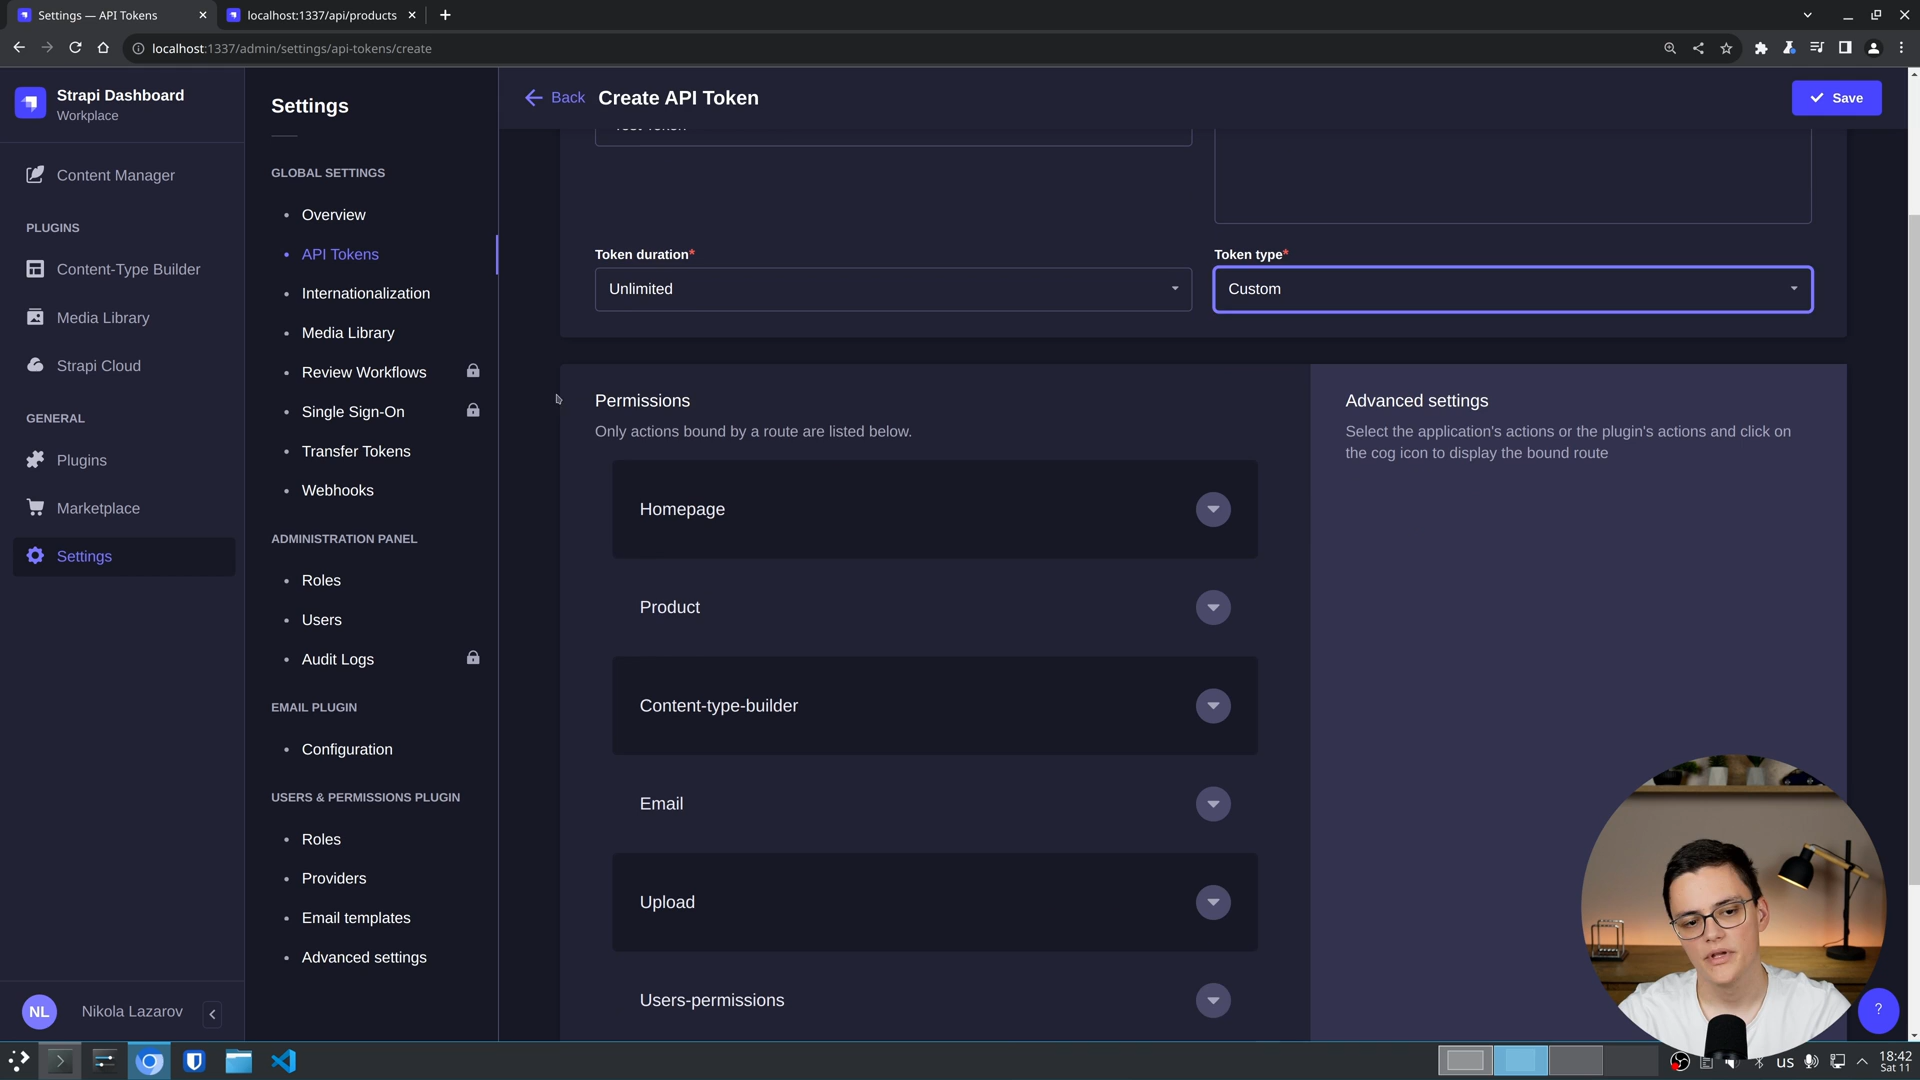 Settings — API Tokens
localhost:1337/api/products
localhost:1337/admin/settings/api-tokens/create
Strapi Dashboard
Workplace
Content Manager
PLUGINS
Content-Type Builder
Media Library
Strapi Cloud
GENERAL
Plugins
Marketplace
Settings
NL
Nikola Lazarov
Settings
GLOBAL SETTINGS
Overview
API Tokens
Internationalization
Media Library
Review Workflows
Single Sign-On
Transfer Tokens
Webhooks
ADMINISTRATION PANEL
Roles
Users
Audit Logs
EMAIL PLUGIN
Configuration
USERS & PERMISSIONS PLUGIN
Roles
Providers
Email templates
Advanced settings
Back
Create API Token
Save
Token duration*
Unlimited
Token type*
Custom
Permissions
Only actions bound by a route are listed below.
Homepage
Product
Content-type-builder
Email
Upload
Users-permissions
Advanced settings
Select the application's actions or the plugin's actions and click on
the cog icon to display the bound route
?
us
18:42
Sat 11